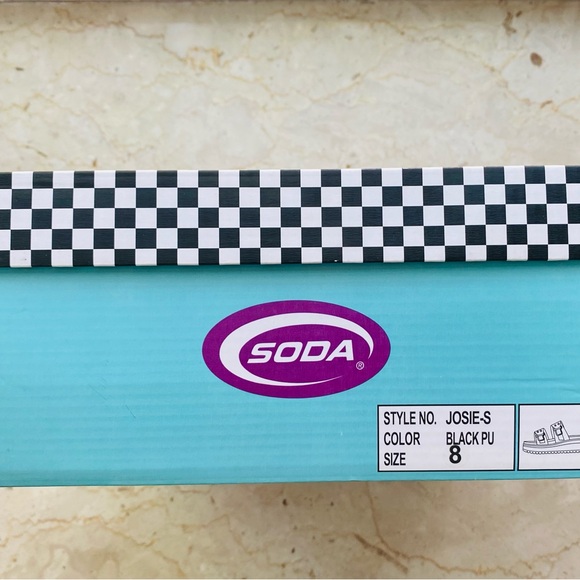 SODA®
STYLE NO. JOSIE-S
COLOR BLACK PU
SIZE 8